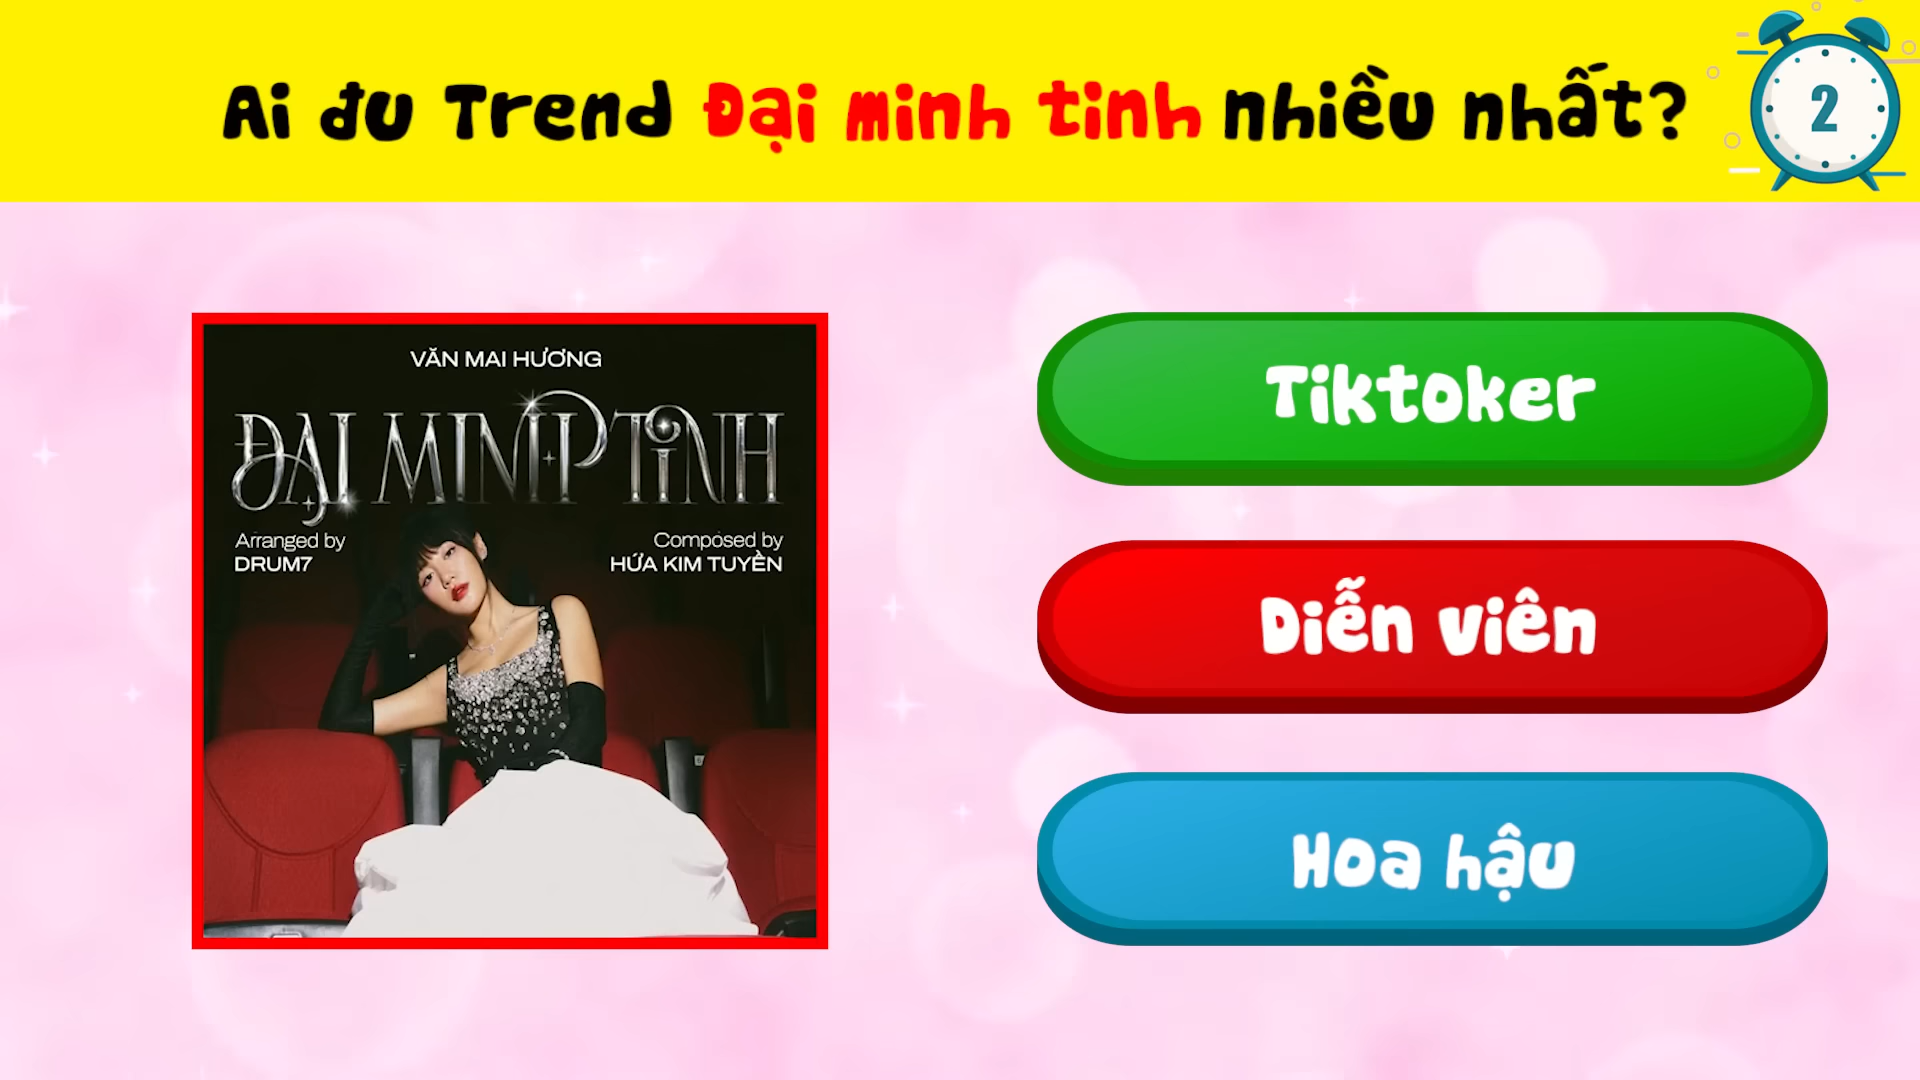 Ai đu Trend Đại minh tinh nhiều nhất?
2
VĂN MAI HƯƠNG
ĐẠI MINH TINH
Arranged by
DRUM7
Composed by
HỨA KIM TUYỀN
Tiktoker
Diễn viên
Hoa hậu